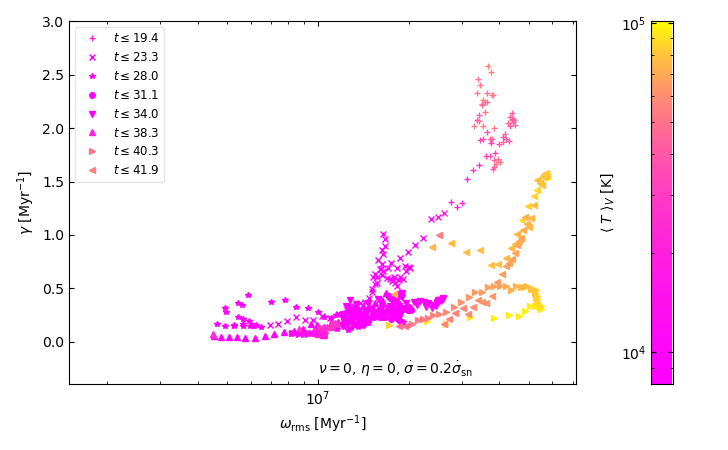 3.0
2.5
2.0
1.5
1.0
0.5
0.0
γ [Myr⁻¹]
t ≤ 19.4
t ≤ 23.3
t ≤ 28.0
t ≤ 31.1
t ≤ 34.0
t ≤ 38.3
t ≤ 40.3
t ≤ 41.9
ν = 0, η = 0, σ̇ = 0.2σ̇sn
10⁷
ωrms [Myr⁻¹]
⟨ T ⟩V [K]
10⁵
10⁴